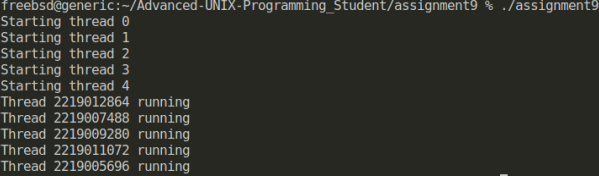 freebsd@generic:~/Advanced-UNIX-Programming_Student/assignment9 % ./assignment9
Starting thread 0
Starting thread 1
Starting thread 2
Starting thread 3
Starting thread 4
Thread 2219012864 running
Thread 2219007488 running
Thread 2219009280 running
Thread 2219011072 running
Thread 2219005696 running